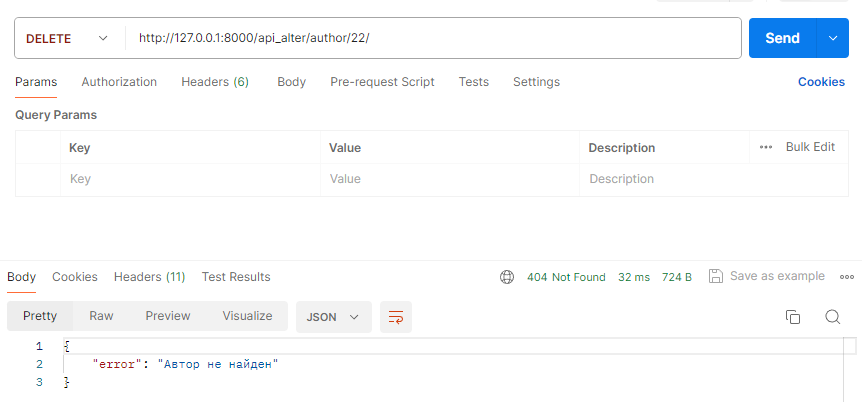 DELETE http://127.0.0.1:8000/api_alter/author/22/ Send
Params Authorization Headers (6) Body Pre-request Script Tests Settings Cookies
Query Params
Key Value Description Bulk Edit
Key Value Description
Body Cookies Headers (11) Test Results 404 Not Found 32 ms 724 B Save as example
Pretty Raw Preview Visualize JSON
1 {
2 "error": "Автор не найден"
3 }